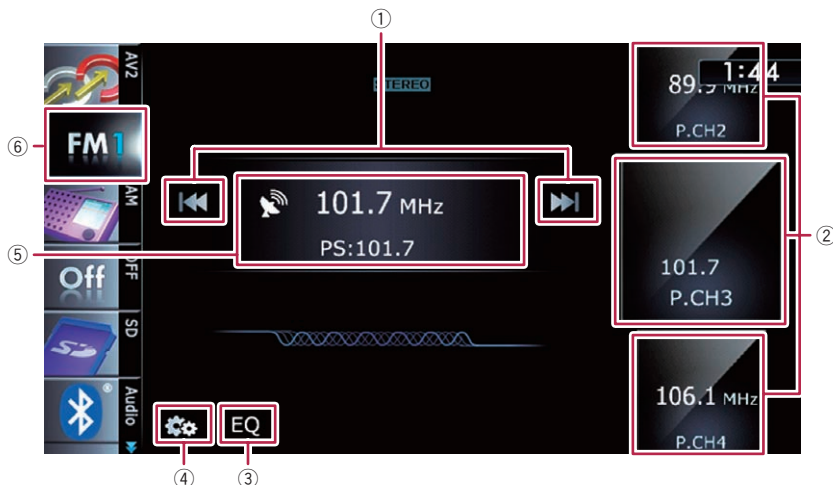 ①
AV2
STEREO
1:44
89.9 MHz
P.CH2
⑥
FM1
AM
101.7 MHz
PS:101.7
②
⑤
Off
OFF
101.7
P.CH3
SD
SD
Audio
®
106.1 MHz
P.CH4
EQ
④
③